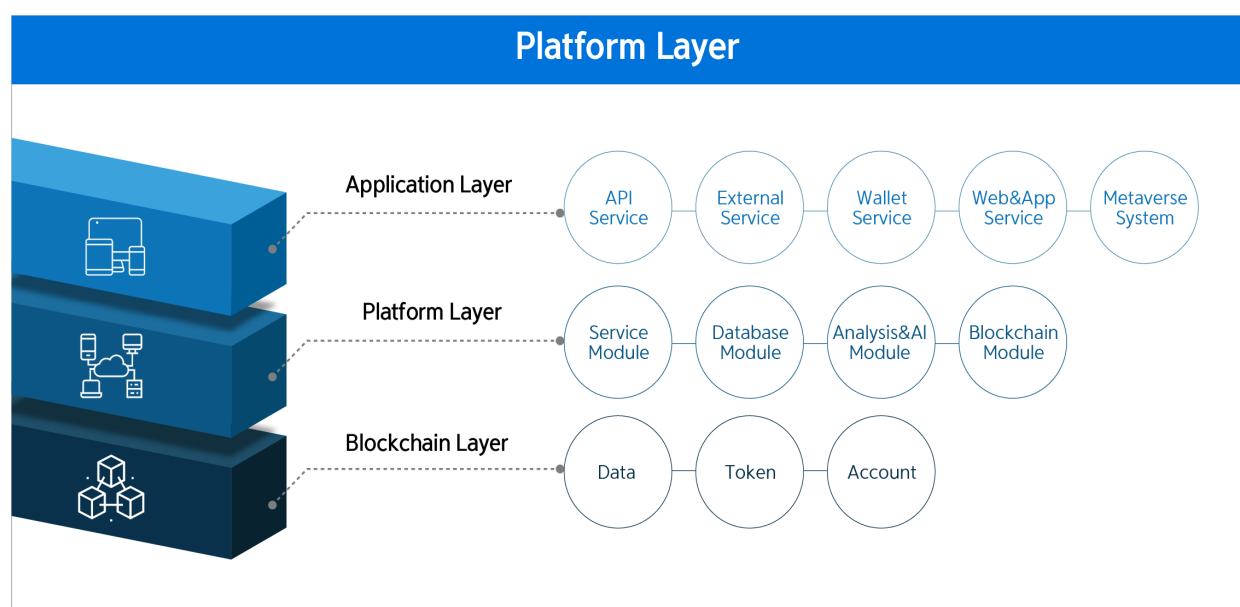 Platform Layer
Application Layer
API
Service
External
Service
Wallet
Service
Web&App
Service
Metaverse
System
Platform Layer
Service
Module
Database
Module
Analysis&AI
Module
Blockchain
Module
Blockchain Layer
Data
Token
Account